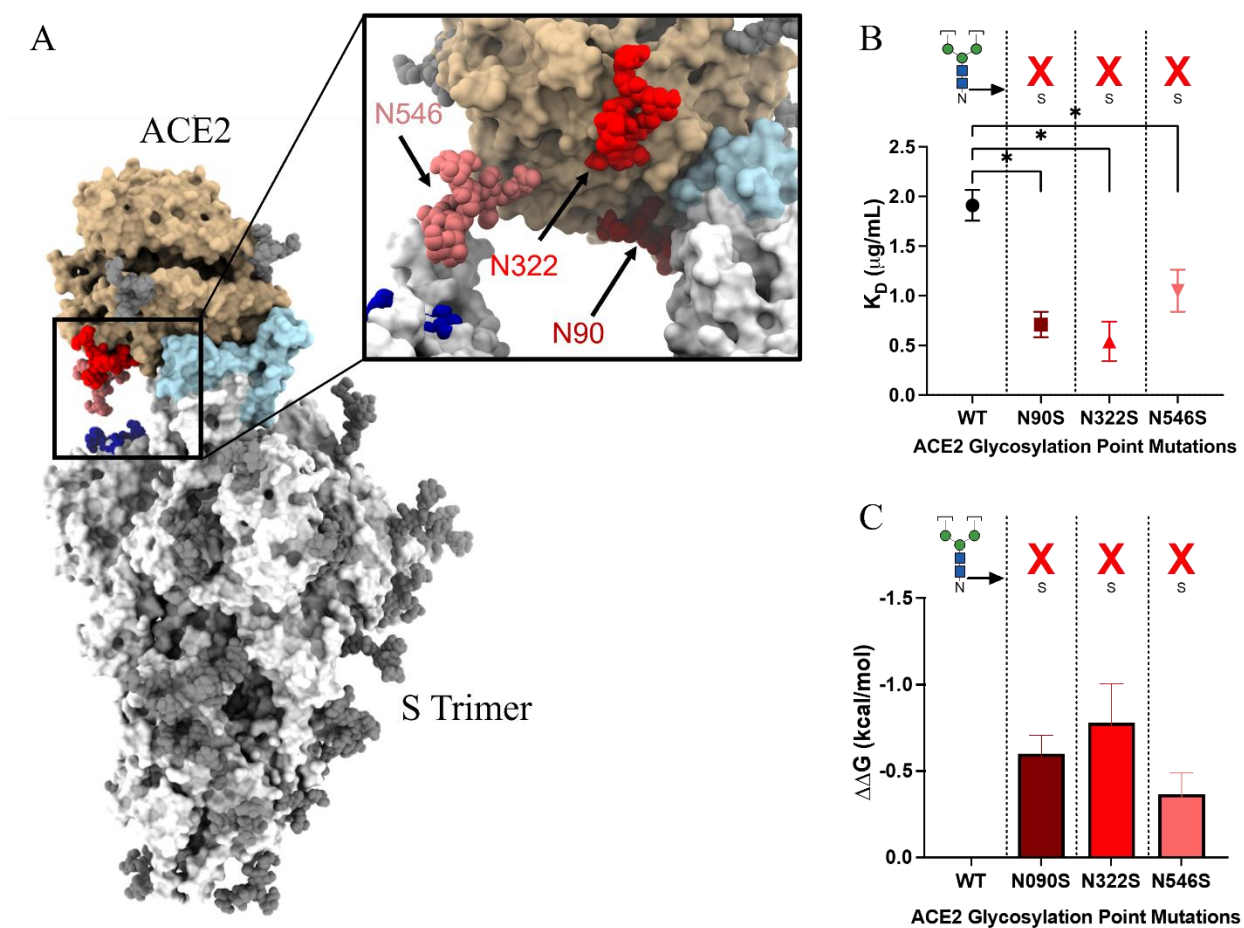 A
ACE2
N546
N322
N90
S Trimer
B
N
X X X
S S S
* * *
2.5
2.0
1.5
1.0
0.5
0.0
K_D (µg/mL)
WT N90S N322S N546S
ACE2 Glycosylation Point Mutations
C
N
X X X
S S S
-1.5
-1.0
-0.5
0.0
ΔΔG (kcal/mol)
WT N090S N322S N546S
ACE2 Glycosylation Point Mutations